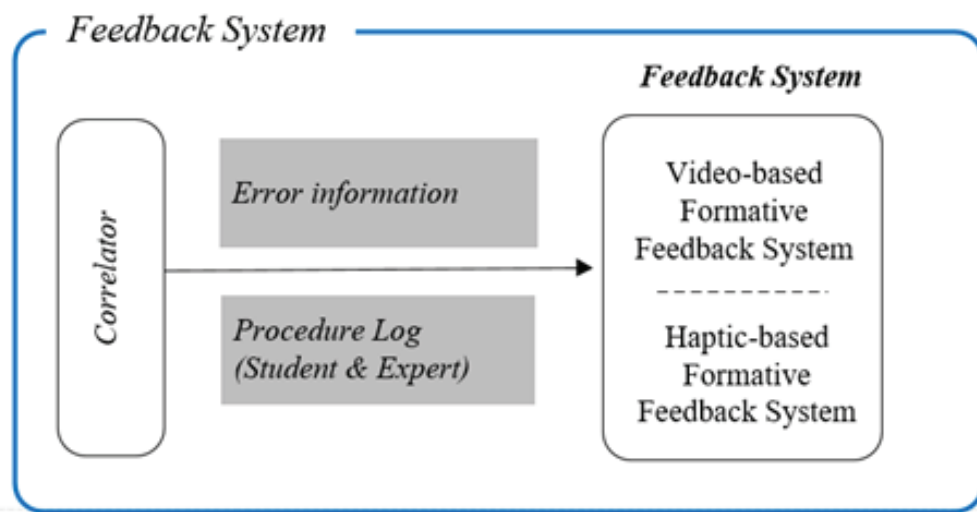 Feedback System
Feedback System
Correlator
Error information
Procedure Log
(Student & Expert)
Video-based
Formative
Feedback System
Haptic-based
Formative
Feedback System